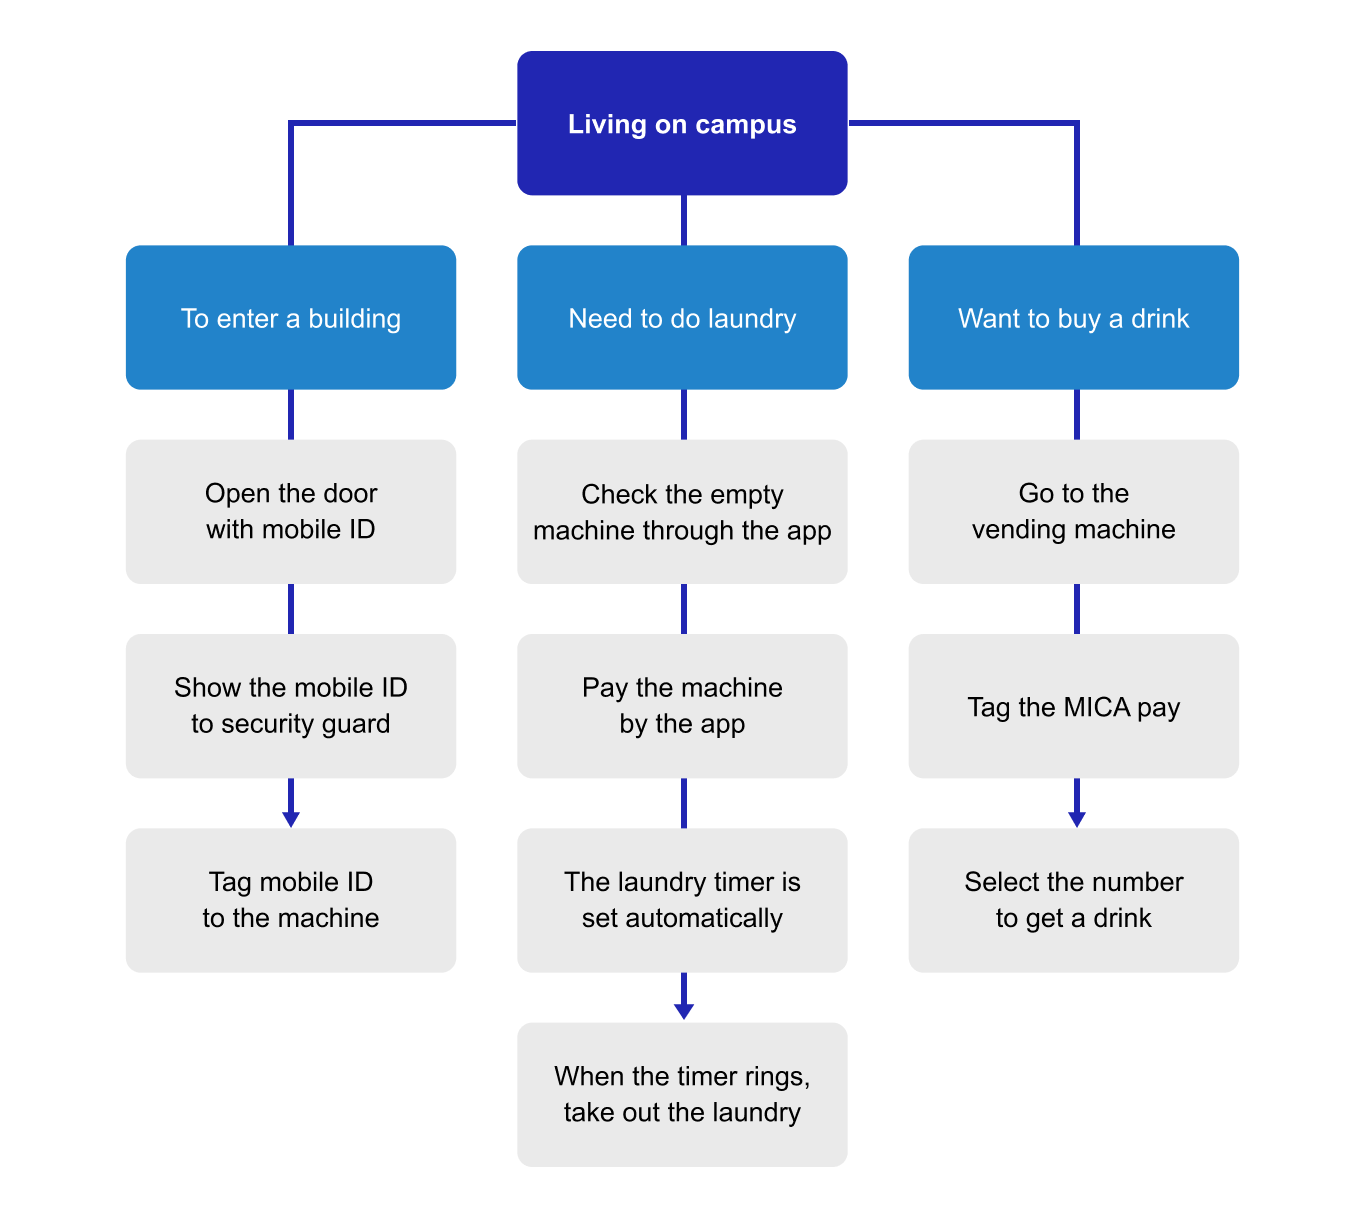 Living on campus
To enter a building
Need to do laundry
Want to buy a drink
Open the door
with mobile ID
Check the empty
machine through the app
Go to the
vending machine
Show the mobile ID
to security guard
Pay the machine
by the app
Tag the MICA pay
Tag mobile ID
to the machine
The laundry timer is
set automatically
Select the number
to get a drink
When the timer rings,
take out the laundry